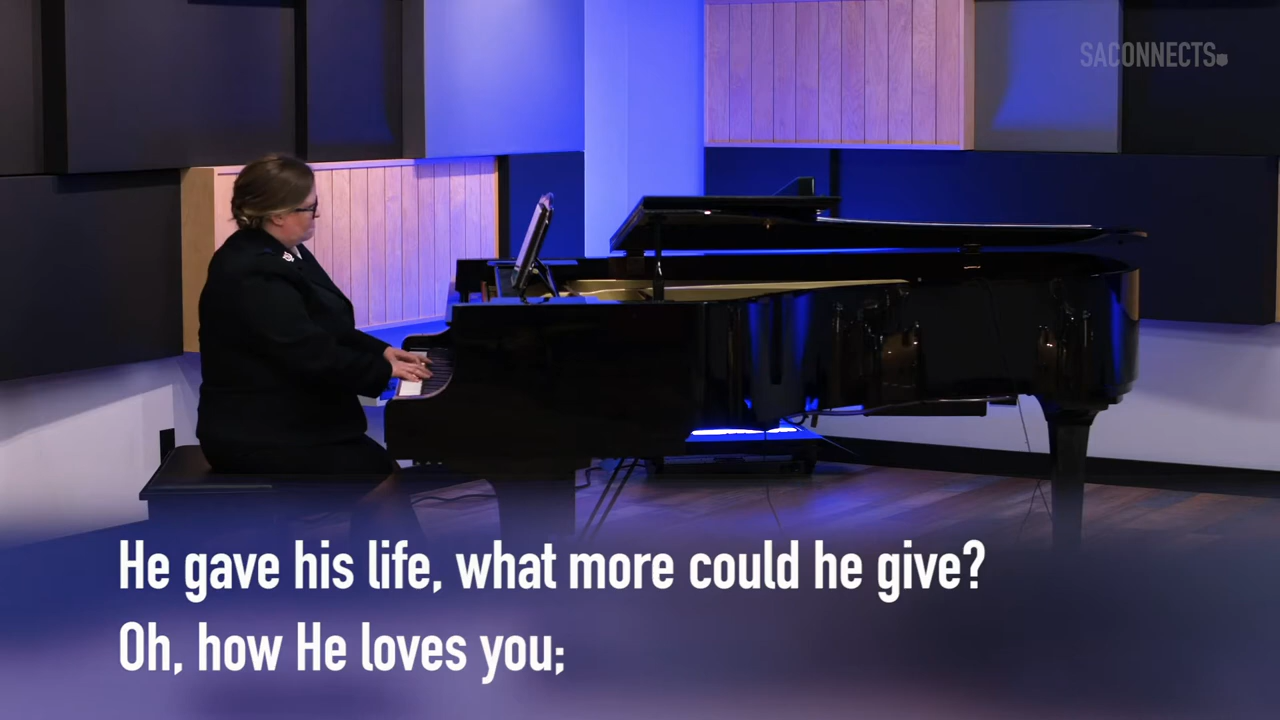 SACONNECTS
He gave his life, what more could he give?
Oh, how He loves you;